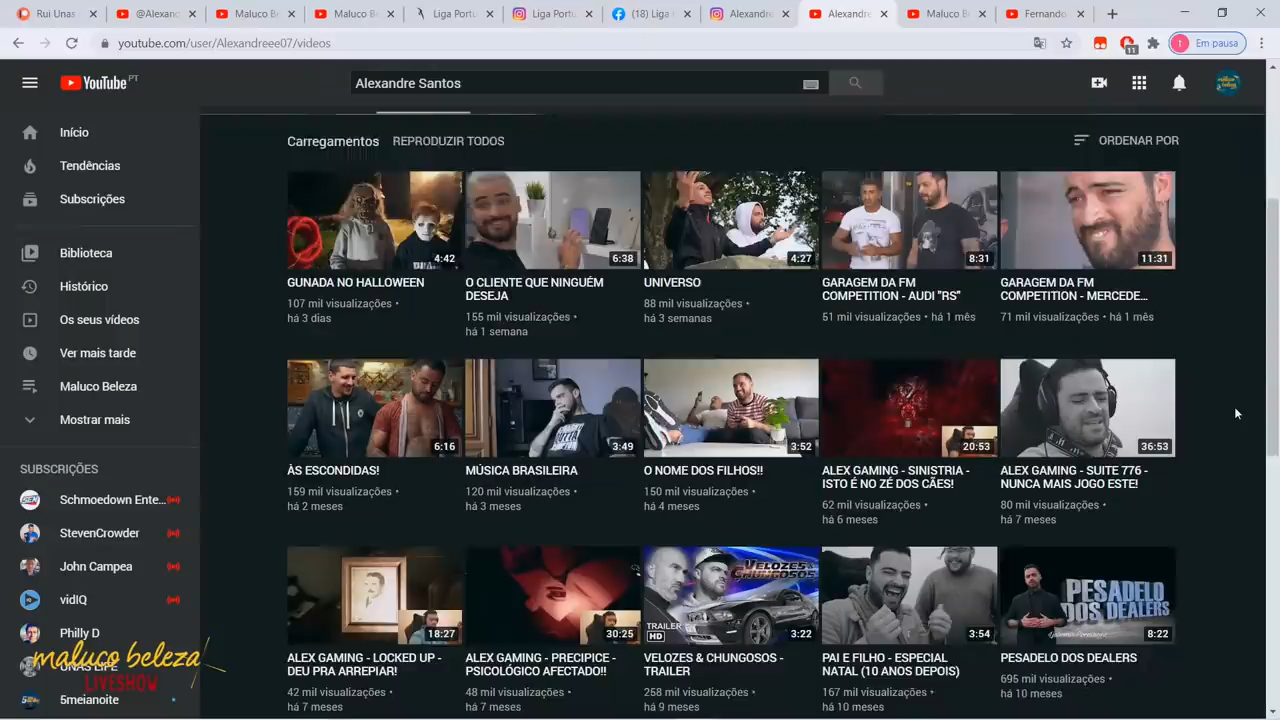 Rui Unas
@Alexand
Maluco B
Maluco B
Liga Portu
Liga Portu
(18) Liga
Alexandre
Alexandre
Maluco B
Fernando
youtube.com/user/Alexandreee07/videos
11
Em pausa
YouTube PT
Alexandre Santos
Início
Tendências
Subscrições
Biblioteca
Histórico
Os seus vídeos
Ver mais tarde
Maluco Beleza
Mostrar mais
SUBSCRIÇÕES
Schmoedown Ente...
StevenCrowder
John Campea
vidIQ
Philly D
5meianoite
maluco beleza
LIVESHOW
Carregamentos REPRODUZIR TODOS
ORDENAR POR
4:42
GUNADA NO HALLOWEEN
107 mil visualizações •
há 3 dias
6:38
O CLIENTE QUE NINGUÉM
DESEJA
155 mil visualizações •
há 1 semana
4:27
UNIVERSO
88 mil visualizações •
há 3 semanas
8:31
GARAGEM DA FM
COMPETITION - AUDI "RS"
51 mil visualizações • há 1 mês
11:31
GARAGEM DA FM
COMPETITION - MERCEDE...
71 mil visualizações • há 1 mês
6:16
ÀS ESCONDIDAS!
159 mil visualizações •
há 2 meses
3:49
MÚSICA BRASILEIRA
120 mil visualizações •
há 3 meses
3:52
O NOME DOS FILHOS!!
150 mil visualizações •
há 4 meses
20:53
ALEX GAMING - SINISTRIA -
ISTO É NO ZÉ DOS CÃES!
62 mil visualizações •
há 6 meses
36:53
ALEX GAMING - SUITE 776 -
NUNCA MAIS JOGO ESTE!
80 mil visualizações •
há 7 meses
18:27
ALEX GAMING - LOCKED UP -
DEU PRA ARREPIAR!
42 mil visualizações •
há 7 meses
30:25
ALEX GAMING - PRECIPICE -
PSICOLÓGICO AFECTADO!!
48 mil visualizações •
há 7 meses
VELOZES
& CHUNGOSOS
TRAILER
HD
3:22
VELOZES & CHUNGOSOS -
TRAILER
258 mil visualizações •
há 9 meses
3:54
PAI E FILHO - ESPECIAL
NATAL (10 ANOS DEPOIS)
167 mil visualizações •
há 10 meses
PESADELO
DOS DEALERS
8:22
PESADELO DOS DEALERS
695 mil visualizações •
há 10 meses